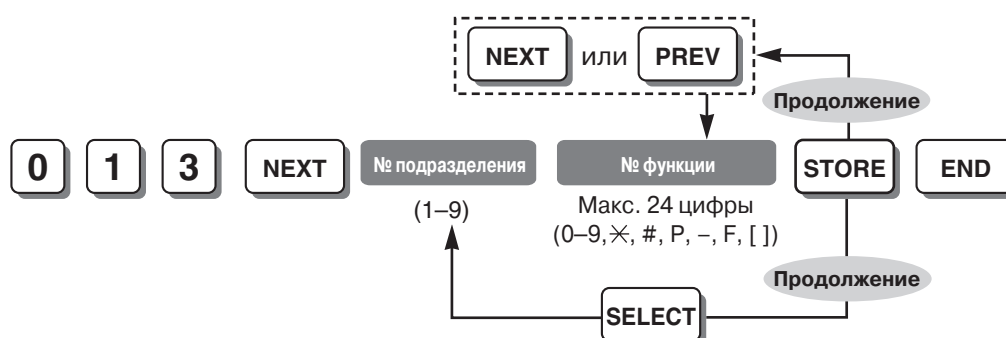 NEXT или PREV
Продолжение
0 1 3 NEXT № подразделения № функции STORE END
(1–9) Макс. 24 цифры
(0–9,✳, #, P, –, F, [ ])
Продолжение
SELECT